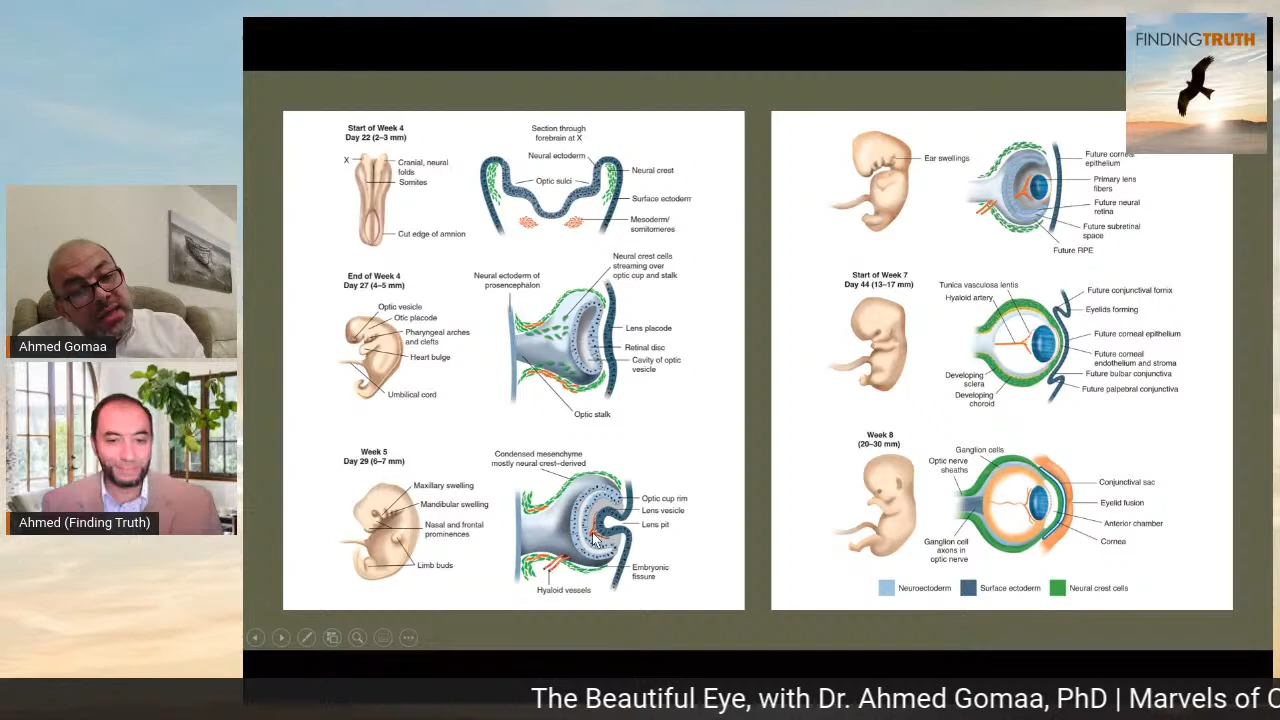 FINDINGTRUTH
Start of Week 4
Day 22 (2–3 mm)
X
Cranial, neural
folds
Somites
Cut edge of amnion
Section through
forebrain at X
Neural ectoderm
Optic sulci
Neural crest
Surface ectoderm
Mesoderm/
somitomeres
End of Week 4
Day 27 (4–5 mm)
Optic vesicle
Otic placode
Pharyngeal arches
and clefts
Heart bulge
Umbilical cord
Neural ectoderm of
prosencephalon
Neural crest cells
streaming over
optic cup and stalk
Lens placode
Retinal disc
Cavity of optic
vesicle
Optic stalk
Week 5
Day 29 (6–7 mm)
Maxillary swelling
Mandibular swelling
Nasal and frontal
prominences
Limb buds
Condensed mesenchyme
mostly neural crest–derived
Optic cup rim
Lens vesicle
Lens pit
Embryonic
fissure
Hyaloid vessels
Ear swellings
Future corneal
epithelium
Primary lens
fibers
Future neural
retina
Future subretinal
space
Future RPE
Start of Week 7
Day 44 (13–17 mm)
Tunica vasculosa lentis
Hyaloid artery
Future conjunctival fornix
Eyelids forming
Future corneal epithelium
Future corneal
endothelium and stroma
Future bulbar conjunctiva
Future palpebral conjunctiva
Developing
sclera
Developing
choroid
Week 8
(20–30 mm)
Ganglion cells
Optic nerve
sheaths
Ganglion cell
axons in
optic nerve
Conjunctival sac
Eyelid fusion
Anterior chamber
Cornea
Neuroectoderm
Surface ectoderm
Neural crest cells
Ahmed Gomaa
Ahmed (Finding Truth)
The Beautiful Eye, with Dr. Ahmed Gomaa, PhD | Marvels of